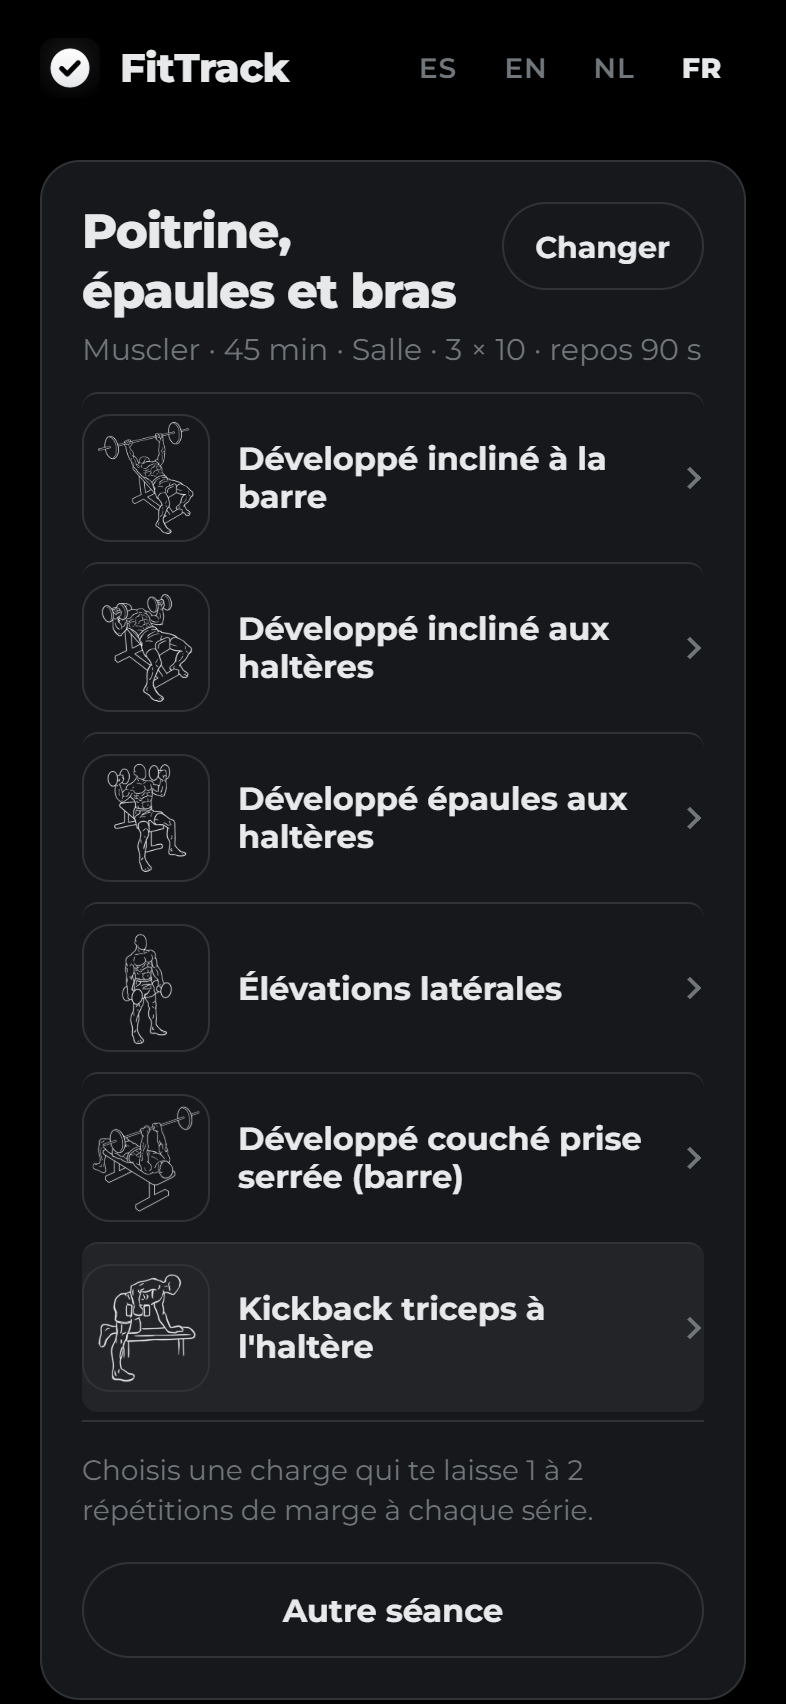 FitTrack
ES EN NL FR
Poitrine,
épaules et bras
Changer
Muscler · 45 min · Salle · 3 × 10 · repos 90 s
Développé incliné à la
barre
Développé incliné aux
haltères
Développé épaules aux
haltères
Élévations latérales
Développé couché prise
serrée (barre)
Kickback triceps à
l'haltère
Choisis une charge qui te laisse 1 à 2
répétitions de marge à chaque série.
Autre séance